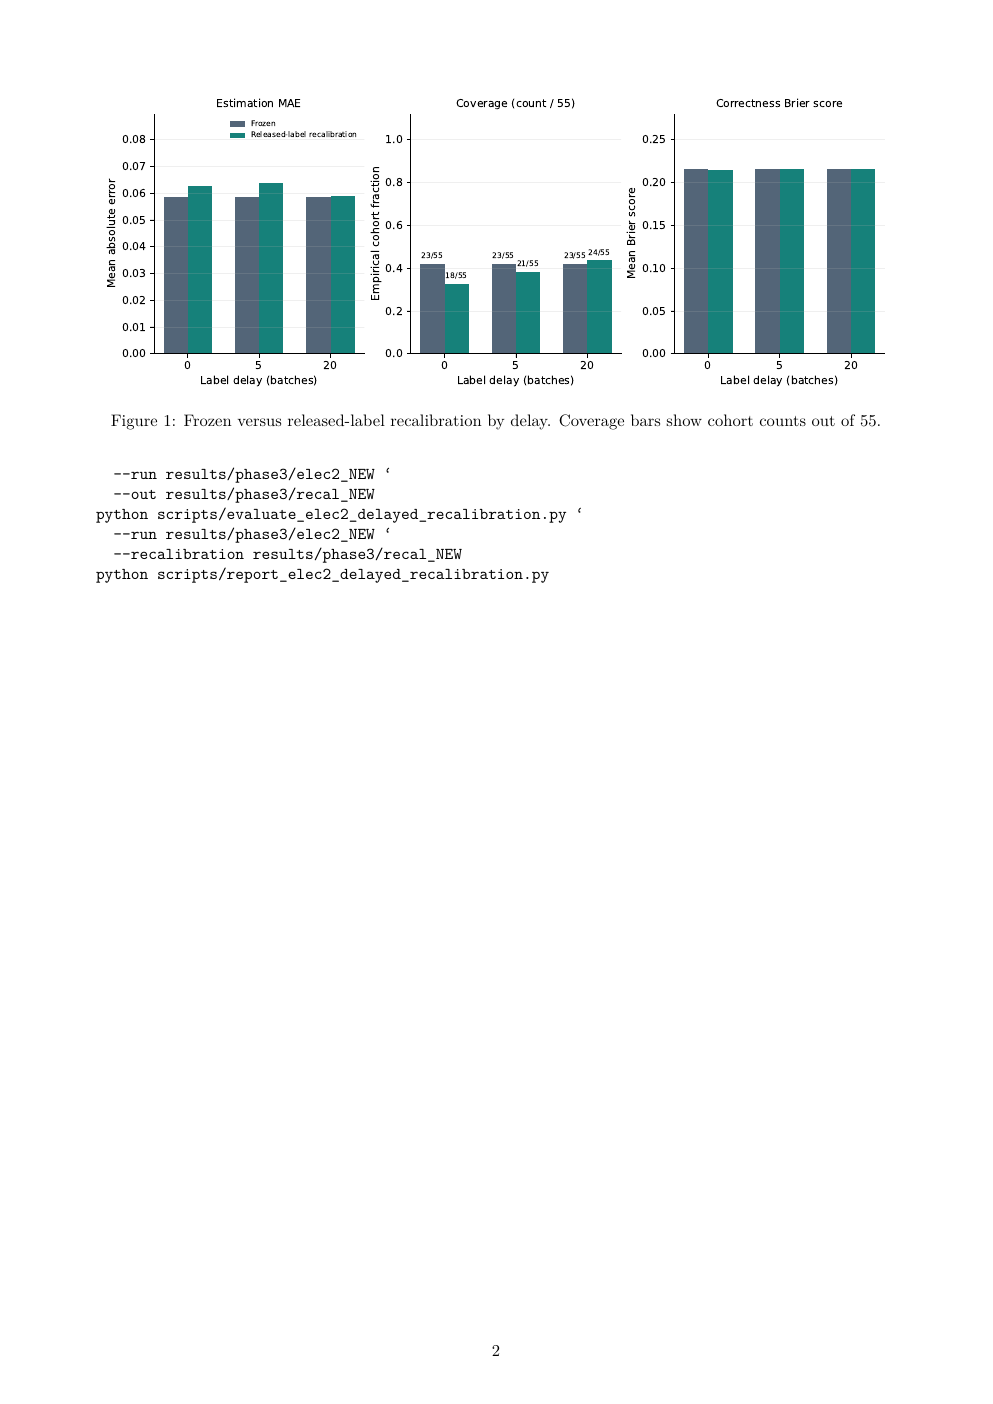 Estimation MAE
Frozen
Released-label recalibration
0.08
0.07
0.06
0.05
0.04
0.03
0.02
0.01
0.00
Mean absolute error
0 5 20
Label delay (batches)
Coverage (count / 55)
1.0
0.8
0.6
0.4
0.2
0.0
Empirical cohort fraction
23/55 18/55 23/55 21/55 23/55 24/55
0 5 20
Label delay (batches)
Correctness Brier score
0.25
0.20
0.15
0.10
0.05
0.00
Mean Brier score
0 5 20
Label delay (batches)
Figure 1: Frozen versus released-label recalibration by delay. Coverage bars show cohort counts out of 55.
--run results/phase3/elec2_NEW ‘
--out results/phase3/recal_NEW
python scripts/evaluate_elec2_delayed_recalibration.py ‘
--run results/phase3/elec2_NEW ‘
--recalibration results/phase3/recal_NEW
python scripts/report_elec2_delayed_recalibration.py
2